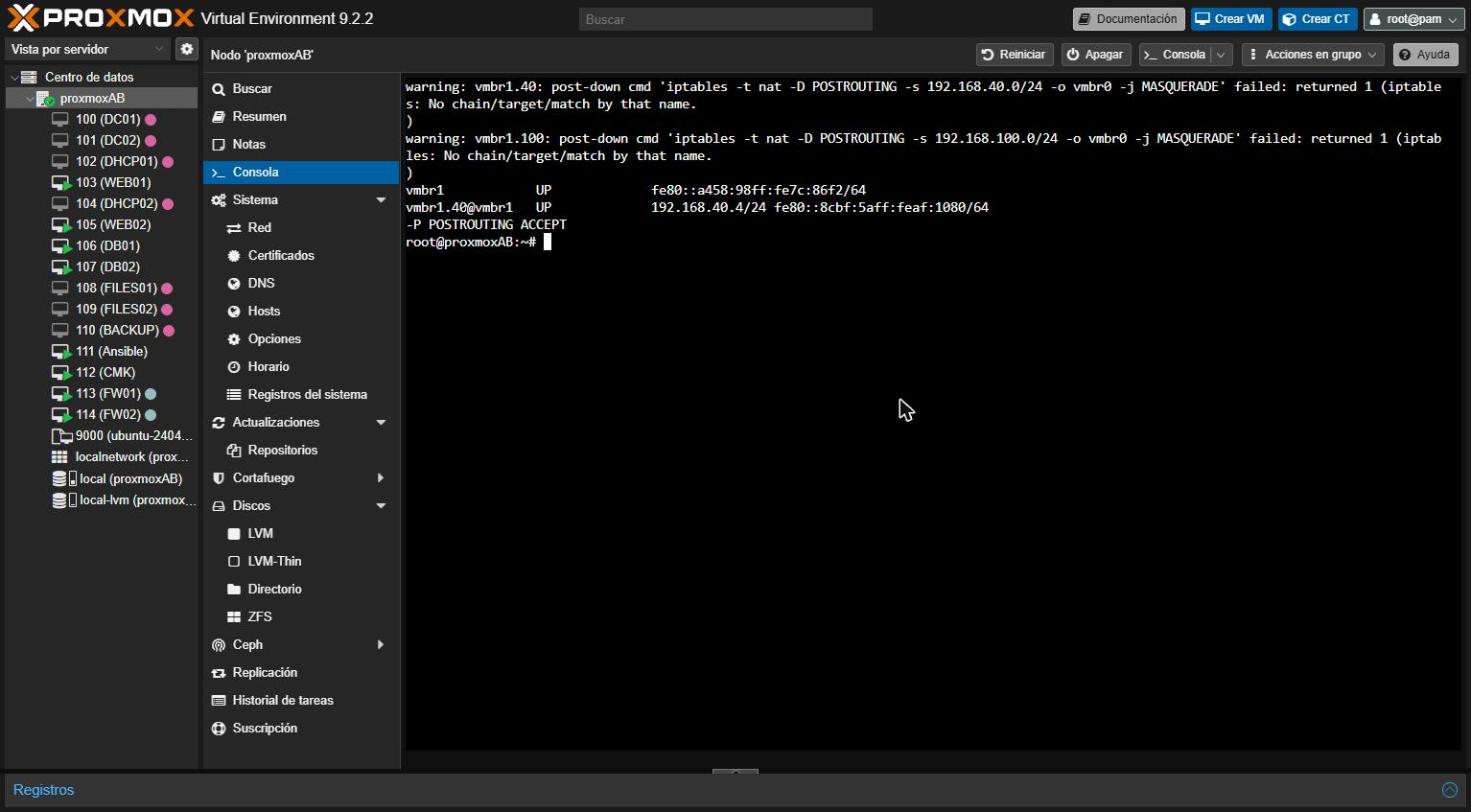 PROXMOX Virtual Environment 9.2.2
Buscar
Documentación
Crear VM
Crear CT
root@pam
Vista por servidor
Nodo 'proxmoxAB'
Reiniciar
Apagar
Consola
Acciones en grupo
Ayuda
Centro de datos
proxmoxAB
100 (DC01)
101 (DC02)
102 (DHCP01)
103 (WEB01)
104 (DHCP02)
105 (WEB02)
106 (DB01)
107 (DB02)
108 (FILES01)
109 (FILES02)
110 (BACKUP)
111 (Ansible)
112 (CMK)
113 (FW01)
114 (FW02)
9000 (ubuntu-2404...
localnetwork (prox...
local (proxmoxAB)
local-lvm (proxmox...
Buscar
Resumen
Notas
Consola
Sistema
Red
Certificados
DNS
Hosts
Opciones
Horario
Registros del sistema
Actualizaciones
Repositorios
Cortafuego
Discos
LVM
LVM-Thin
Directorio
ZFS
Ceph
Replicación
Historial de tareas
Suscripción
warning: vmbr1.40: post-down cmd 'iptables -t nat -D POSTROUTING -s 192.168.40.0/24 -o vmbr0 -j MASQUERADE' failed: returned 1 (iptable
s: No chain/target/match by that name.
)
warning: vmbr1.100: post-down cmd 'iptables -t nat -D POSTROUTING -s 192.168.100.0/24 -o vmbr0 -j MASQUERADE' failed: returned 1 (iptab
les: No chain/target/match by that name.
)
vmbr1 UP fe80::a458:98ff:fe7c:86f2/64
vmbr1.40@vmbr1 UP 192.168.40.4/24 fe80::8cbf:5aff:feaf:1080/64
-P POSTROUTING ACCEPT
root@proxmoxAB:~#
Registros